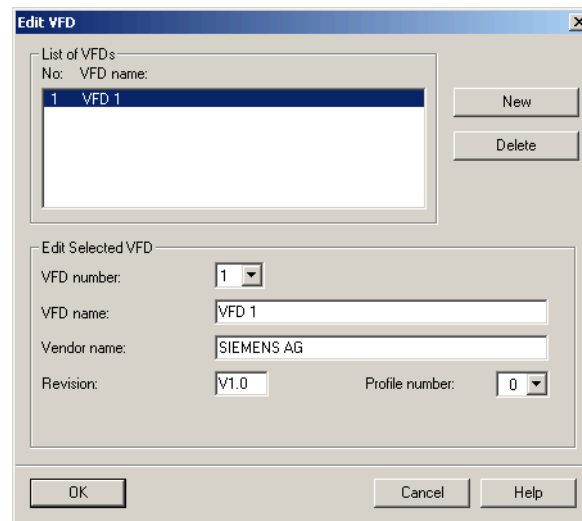 Edit VFD
List of VFDs
No: VFD name:
1 VFD 1
New
Delete
Edit Selected VFD
VFD number: 1
VFD name: VFD 1
Vendor name: SIEMENS AG
Revision: V1.0 Profile number: 0
OK Cancel Help